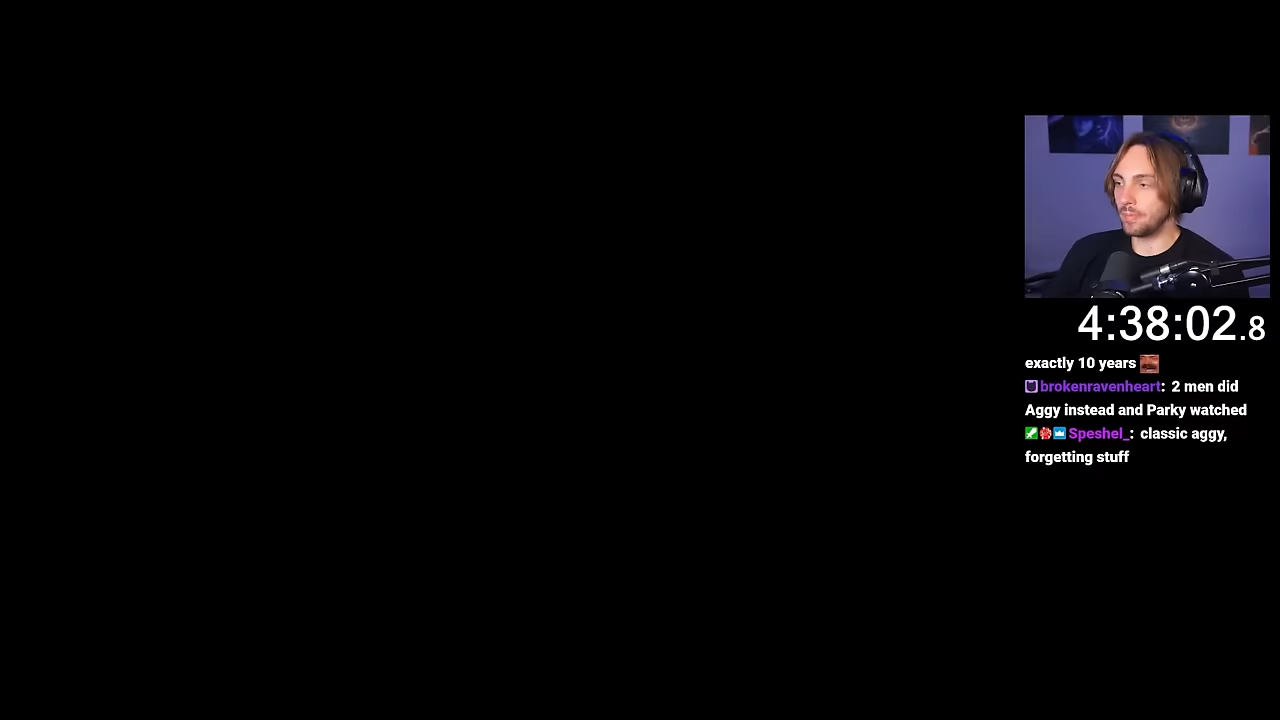 4:38:02.8
exactly 10 years
brokenravenheart: 2 men did
Aggy instead and Parky watched
Speshel_: classic aggy,
forgetting stuff